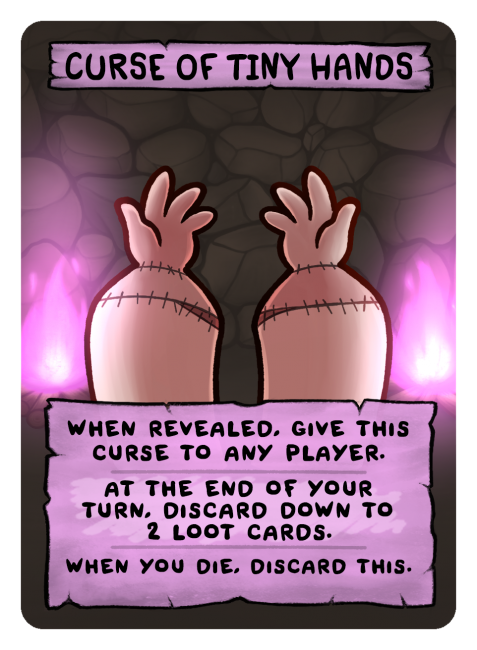 CURSE OF TINY HANDS
WHEN REVEALED, GIVE THIS
CURSE TO ANY PLAYER.
AT THE END OF YOUR
TURN, DISCARD DOWN TO
2 LOOT CARDS.
WHEN YOU DIE, DISCARD THIS.